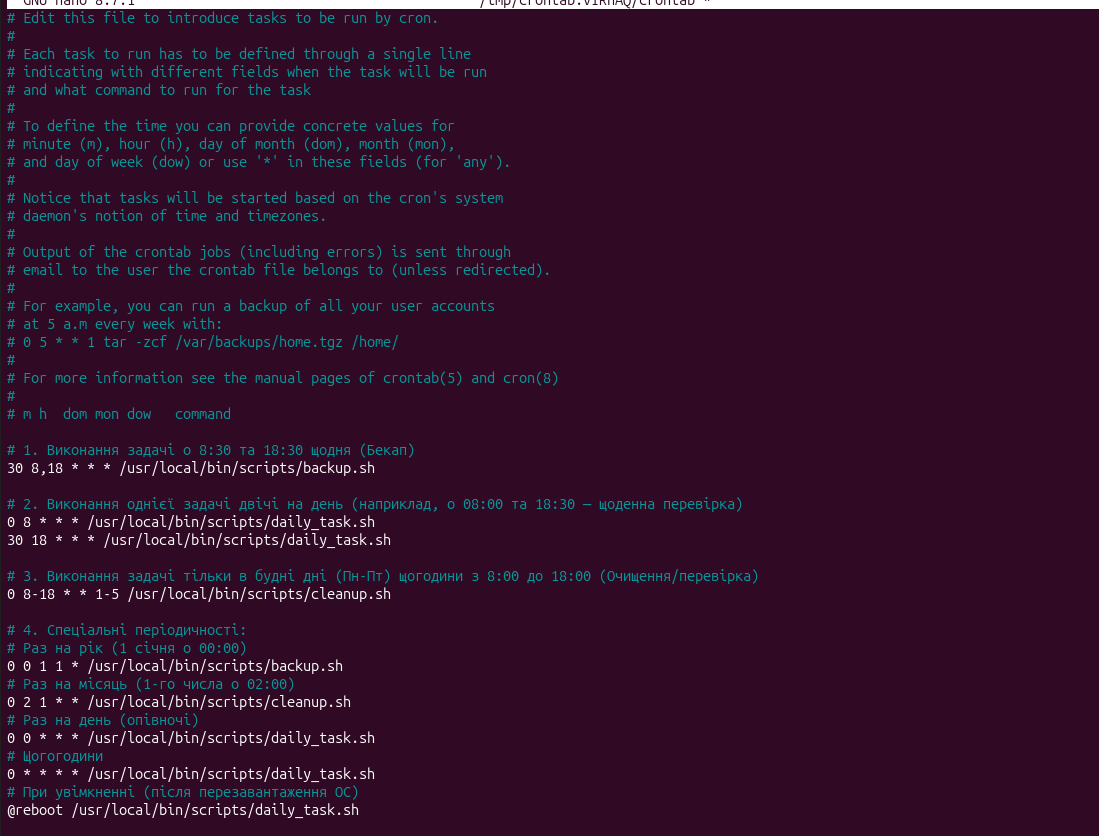 GNU nano 8.7.1 /tmp/crontab. /crontab *
# Edit this file to introduce tasks to be run by cron.
#
# Each task to run has to be defined through a single line
# indicating with different fields when the task will be run
# and what command to run for the task
#
# To define the time you can provide concrete values for
# minute (m), hour (h), day of month (dom), month (mon),
# and day of week (dow) or use '*' in these fields (for 'any').
#
# Notice that tasks will be started based on the cron's system
# daemon's notion of time and timezones.
#
# Output of the crontab jobs (including errors) is sent through
# email to the user the crontab file belongs to (unless redirected).
#
# For example, you can run a backup of all your user accounts
# at 5 a.m every week with:
# 0 5 * * 1 tar -zcf /var/backups/home.tgz /home/
#
# For more information see the manual pages of crontab(5) and cron(8)
#
# m h  dom mon dow   command
# 1. Виконання задачі о 8:30 та 18:30 щодня (Бекап)
30 8,18 * * * /usr/local/bin/scripts/backup.sh
# 2. Виконання однієї задачі двічі на день (наприклад, о 08:00 та 18:30 — щоденна перевірка)
0 8 * * * /usr/local/bin/scripts/daily_task.sh
30 18 * * * /usr/local/bin/scripts/daily_task.sh
# 3. Виконання задачі тільки в будні дні (Пн-Пт) щогодини з 8:00 до 18:00 (Очищення/перевірка)
0 8-18 * * 1-5 /usr/local/bin/scripts/cleanup.sh
# 4. Спеціальні періодичності:
# Раз на рік (1 січня о 00:00)
0 0 1 1 * /usr/local/bin/scripts/backup.sh
# Раз на місяць (1-го числа о 02:00)
0 2 1 * * /usr/local/bin/scripts/cleanup.sh
# Раз на день (опівночі)
0 0 * * * /usr/local/bin/scripts/daily_task.sh
# Щогогодини
0 * * * * /usr/local/bin/scripts/daily_task.sh
# При увімкненні (після перезавантаження ОС)
@reboot /usr/local/bin/scripts/daily_task.sh